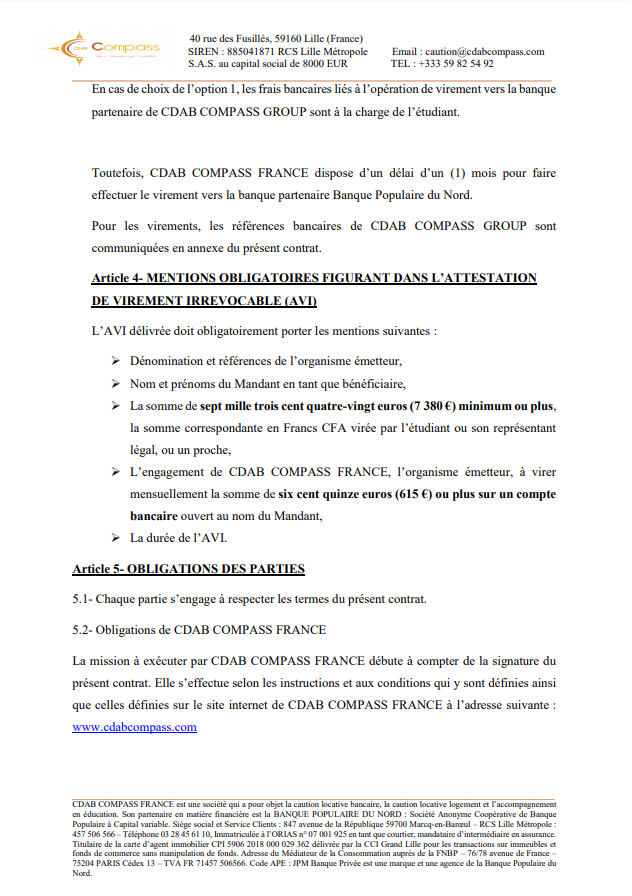 CDAB Compass
40 rue des Fusillés, 59160 Lille (France)
SIREN : 885041871 RCS Lille Métropole Email : caution@cdabcompass.com
S.A.S. au capital social de 8000 EUR TEL : +333 59 82 54 92
En cas de choix de l’option 1, les frais bancaires liés à l’opération de virement vers la banque
partenaire de CDAB COMPASS GROUP sont à la charge de l’étudiant.
Toutefois, CDAB COMPASS FRANCE dispose d’un délai d’un (1) mois pour faire
effectuer le virement vers la banque partenaire Banque Populaire du Nord.
Pour les virements, les références bancaires de CDAB COMPASS GROUP sont
communiquées en annexe du présent contrat.
Article 4- MENTIONS OBLIGATOIRES FIGURANT DANS L’ATTESTATION
DE VIREMENT IRREVOCABLE (AVI)
L’AVI délivrée doit obligatoirement porter les mentions suivantes :
➢ Dénomination et références de l’organisme émetteur,
➢ Nom et prénoms du Mandant en tant que bénéficiaire,
➢ La somme de sept mille trois cent quatre-vingt euros (7 380 €) minimum ou plus,
la somme correspondante en Francs CFA virée par l’étudiant ou son représentant
légal, ou un proche,
➢ L’engagement de CDAB COMPASS FRANCE, l’organisme émetteur, à virer
mensuellement la somme de six cent quinze euros (615 €) ou plus sur un compte
bancaire ouvert au nom du Mandant,
➢ La durée de l’AVI.
Article 5- OBLIGATIONS DES PARTIES
5.1- Chaque partie s’engage à respecter les termes du présent contrat.
5.2- Obligations de CDAB COMPASS FRANCE
La mission à exécuter par CDAB COMPASS FRANCE débute à compter de la signature du
présent contrat. Elle s’effectue selon les instructions et aux conditions qui y sont définies ainsi
que celles définies sur le site internet de CDAB COMPASS FRANCE à l’adresse suivante :
www.cdabcompass.com
CDAB COMPASS FRANCE est une société qui a pour objet la caution locative bancaire, la caution locative logement et l’accompagnement
en éducation. Son partenaire en matière financière est la BANQUE POPULAIRE DU NORD : Société Anonyme Coopérative de Banque
Populaire à Capital variable. Siège social et Service Clients : 847 avenue de la République 59700 Marcq-en-Barœul – RCS Lille Métropole :
457 506 566 – Téléphone 03 28 45 61 10, Immatriculée à l’ORIAS n° 07 001 925 en tant que courtier, mandataire d’intermédiaire en assurance.
Titulaire de la carte d’agent immobilier CPI 5906 2018 000 029 362 délivrée par la CCI Grand Lille pour les transactions sur immeubles et
fonds de commerce sans manipulation de fonds. Adresse du Médiateur de la Consommation auprès de la FNBP – 76/78 avenue de France –
75204 PARIS Cédex 13 – TVA FR 71457 506566. Code APE : JPM Banque Privée est une marque et une agence de la Banque Populaire du
Nord.